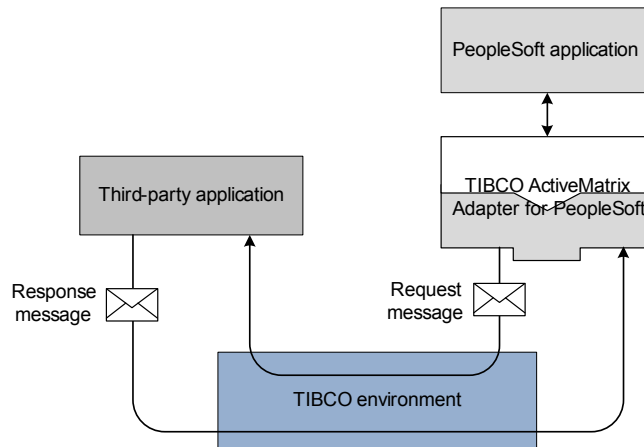 PeopleSoft application
TIBCO ActiveMatrix
Adapter for PeopleSoft
Third-party application
Response
message
Request
message
TIBCO environment